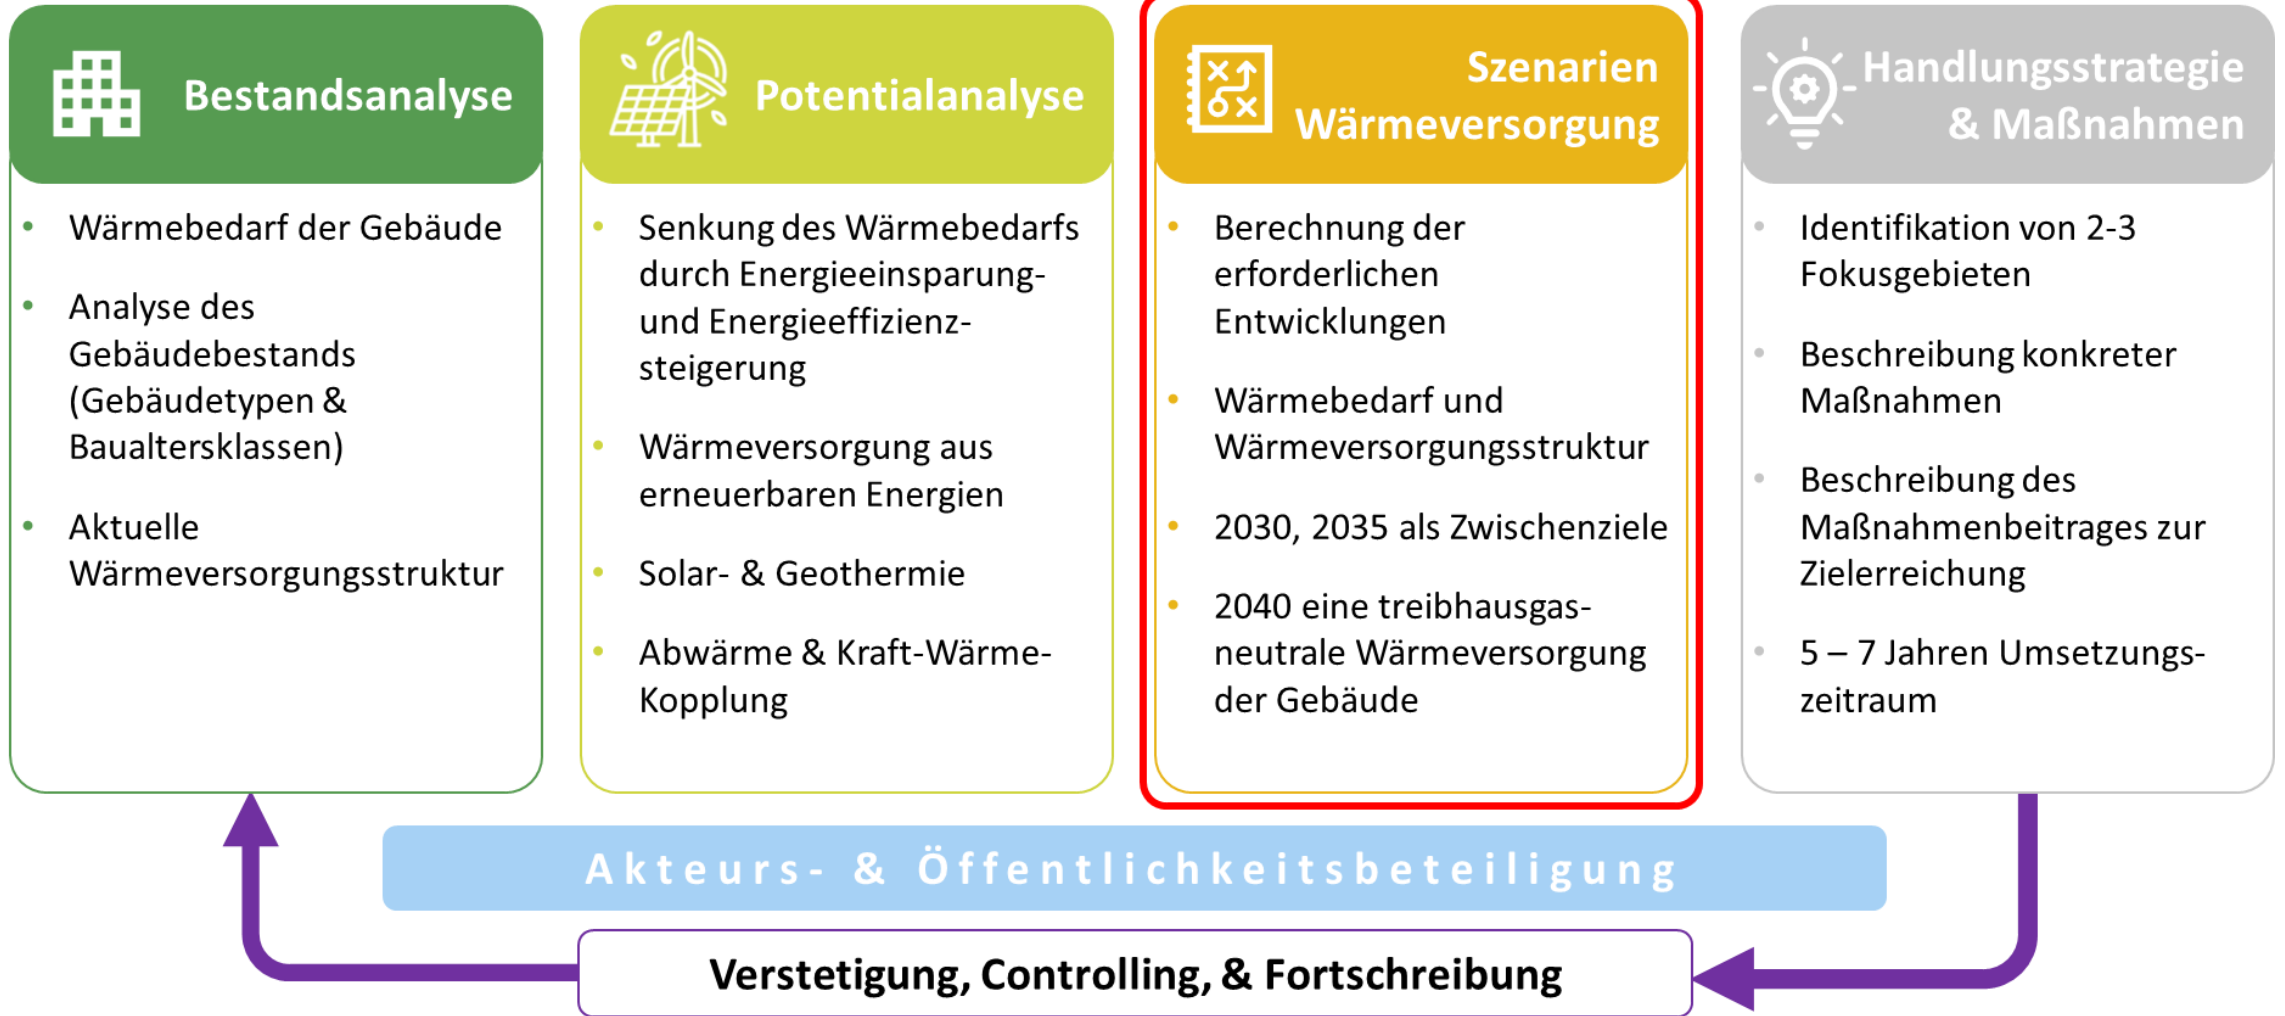 Bestandsanalyse
• Wärmebedarf der Gebäude
• Analyse des
Gebäudebestands
(Gebäudetypen &
Baualtersklassen)
• Aktuelle
Wärmeversorgungsstruktur
Potentialanalyse
• Senkung des Wärmebedarfs
durch Energieeinsparung-
und Energieeffizienz-
steigerung
• Wärmeversorgung aus
erneuerbaren Energien
• Solar- & Geothermie
• Abwärme & Kraft-Wärme-
Kopplung
Szenarien
Wärmeversorgung
• Berechnung der
erforderlichen
Entwicklungen
• Wärmebedarf und
Wärmeversorgungsstruktur
• 2030, 2035 als Zwischenziele
• 2040 eine treibhausgas-
neutrale Wärmeversorgung
der Gebäude
Handlungsstrategie
& Maßnahmen
• Identifikation von 2-3
Fokusgebieten
• Beschreibung konkreter
Maßnahmen
• Beschreibung des
Maßnahmenbeitrages zur
Zielerreichung
• 5 – 7 Jahren Umsetzungs-
zeitraum
Akteurs- & Öffentlichkeitsbeteiligung
Verstetigung, Controlling, & Fortschreibung